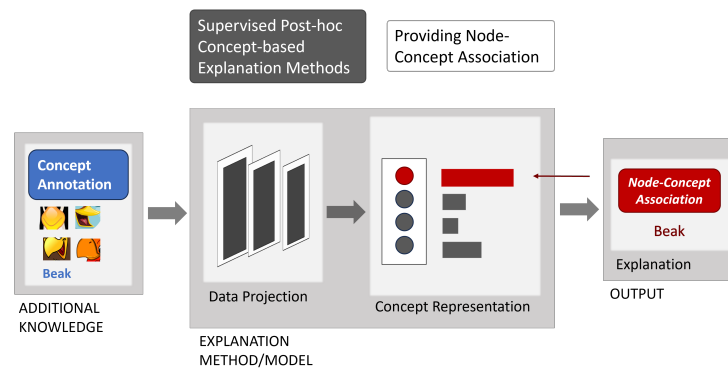 Supervised Post-hoc
Concept-based
Explanation Methods
Providing Node-
Concept Association
Concept
Annotation
Beak
ADDITIONAL
KNOWLEDGE
Data Projection
Concept Representation
EXPLANATION
METHOD/MODEL
Node-Concept
Association
Beak
Explanation
OUTPUT